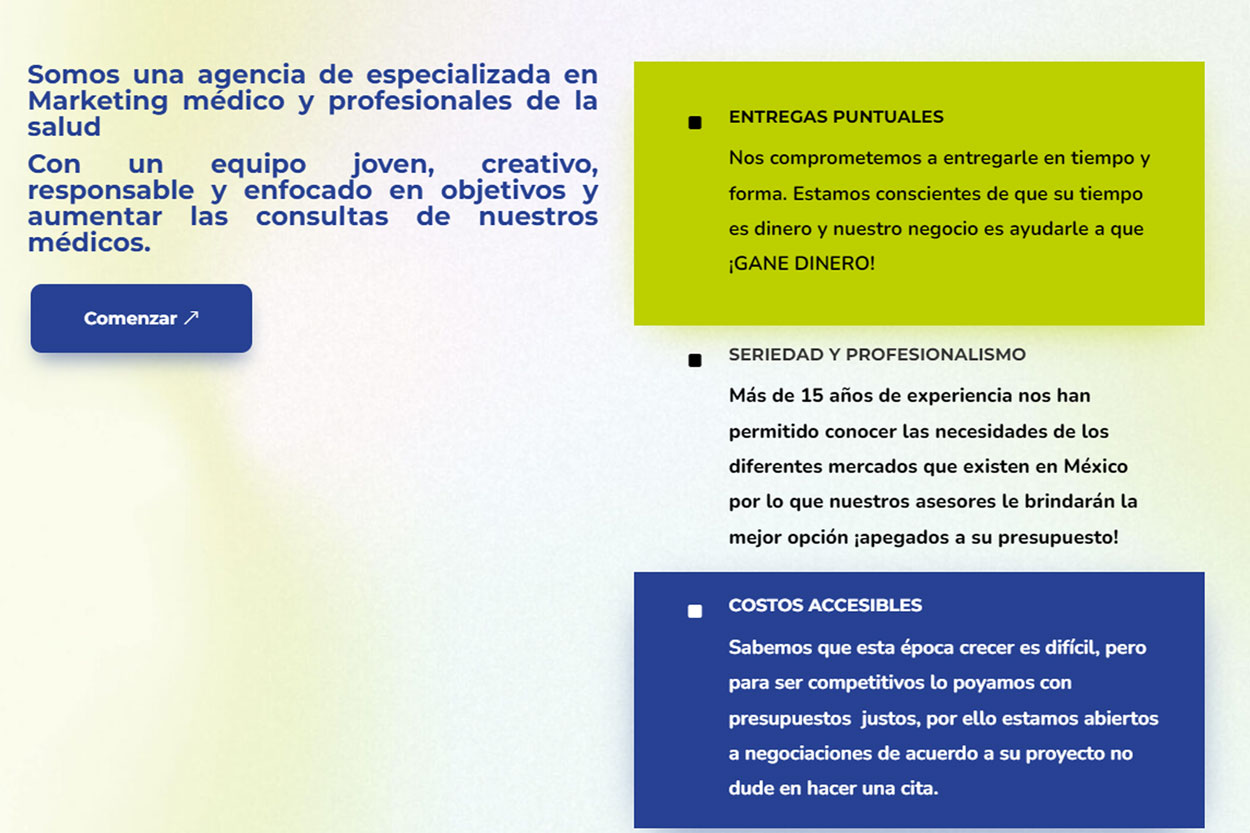 Somos una agencia de especializada en
Marketing médico y profesionales de la
salud
Con un equipo joven, creativo,
responsable y enfocado en objetivos y
aumentar las consultas de nuestros
médicos.
Comenzar ↗
ENTREGAS PUNTUALES
Nos comprometemos a entregarle en tiempo y
forma. Estamos conscientes de que su tiempo
es dinero y nuestro negocio es ayudarle a que
¡GANE DINERO!
SERIEDAD Y PROFESIONALISMO
Más de 15 años de experiencia nos han
permitido conocer las necesidades de los
diferentes mercados que existen en México
por lo que nuestros asesores le brindarán la
mejor opción ¡apegados a su presupuesto!
COSTOS ACCESIBLES
Sabemos que esta época crecer es difícil, pero
para ser competitivos lo poyamos con
presupuestos  justos, por ello estamos abiertos
a negociaciones de acuerdo a su proyecto no
dude en hacer una cita.